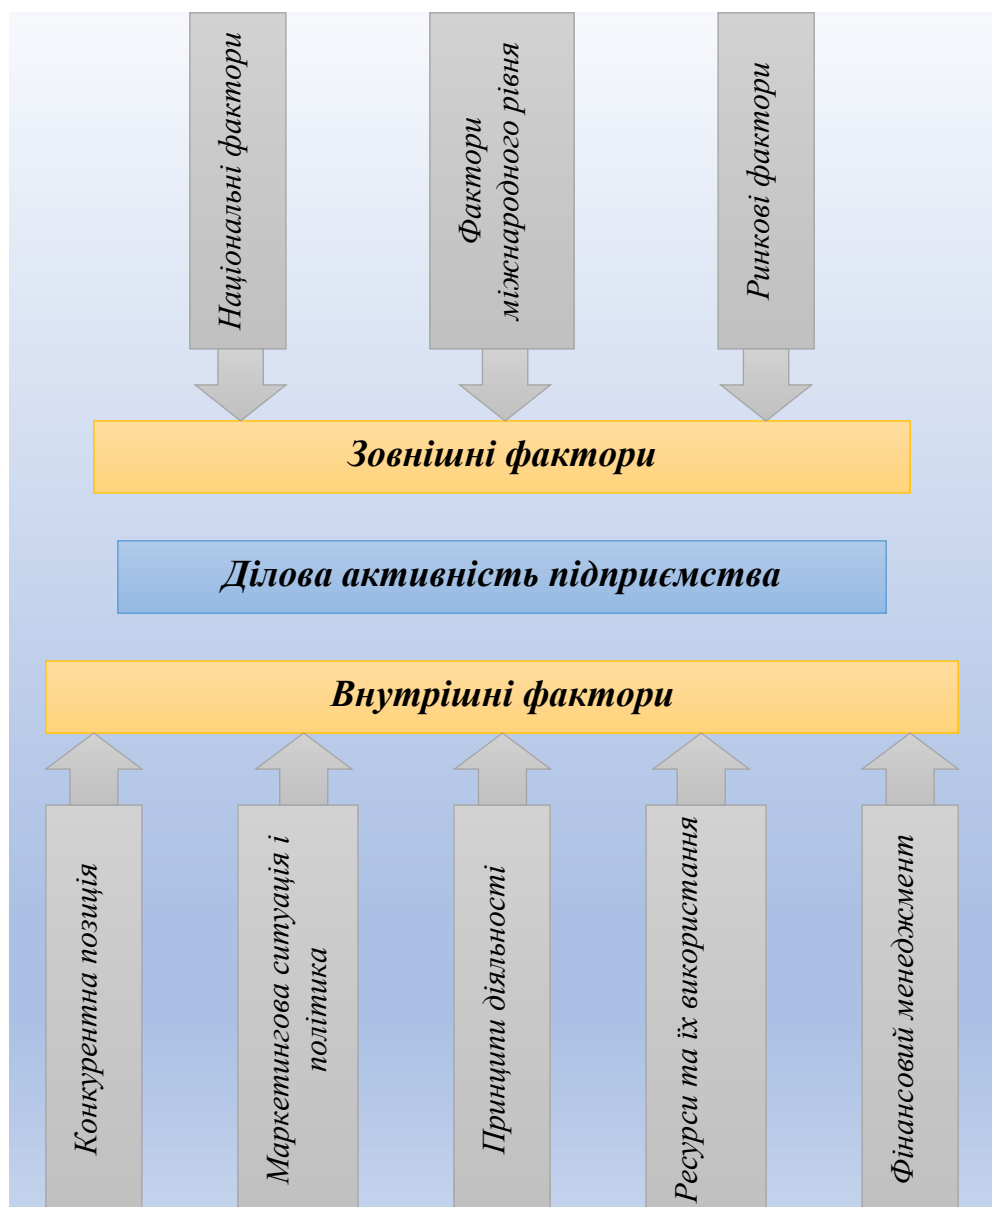 Національні фактори
Фактори
міжнародного рівня
Ринкові фактори
Зовнішні фактори
Ділова активність підприємства
Внутрішні фактори
Конкурентна позиція
Маркетингова ситуація і
політика
Принципи діяльності
Ресурси та їх використання
Фінансовий менеджмент